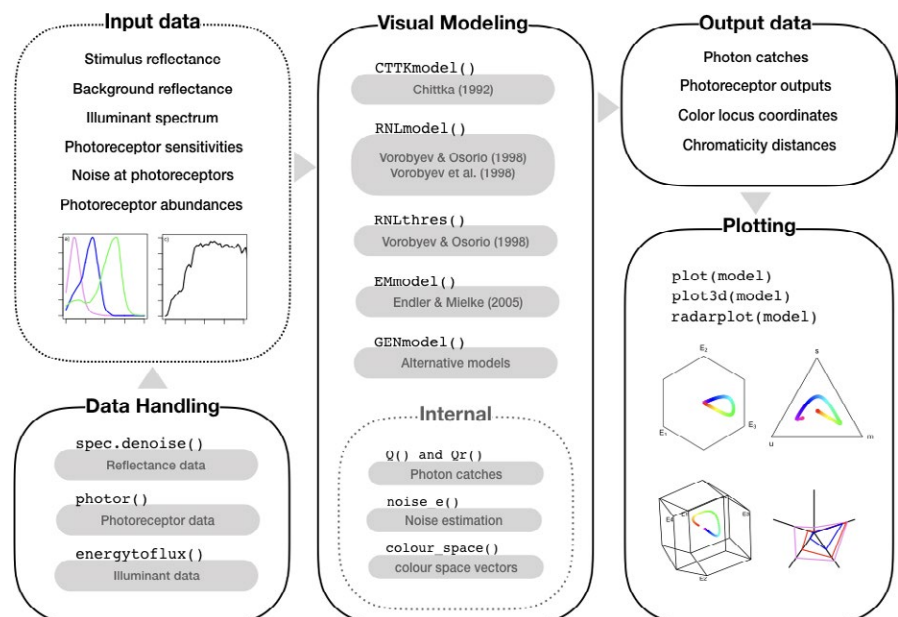 Input data
Stimulus reflectance
Background reflectance
Illuminant spectrum
Photoreceptor sensitivities
Noise at photoreceptors
Photoreceptor abundances
a)
c)
Data Handling
spec.denoise()
Reflectance data
photor()
Photoreceptor data
energytoflux()
Illuminant data
Visual Modeling
CTTKmodel()
Chittka (1992)
RNLmodel()
Vorobyev & Osorio (1998)
Vorobyev et al. (1998)
RNLthres()
Vorobyev & Osorio (1998)
EMmodel()
Endler & Mielke (2005)
GENmodel()
Alternative models
Internal
Q() and Qr()
Photon catches
noise_e()
Noise estimation
colour_space()
colour space vectors
Output data
Photon catches
Photoreceptor outputs
Color locus coordinates
Chromaticity distances
Plotting
plot(model)
plot3d(model)
radarplot(model)
E₂
E₁
E₃
s
u
m
E4
E2